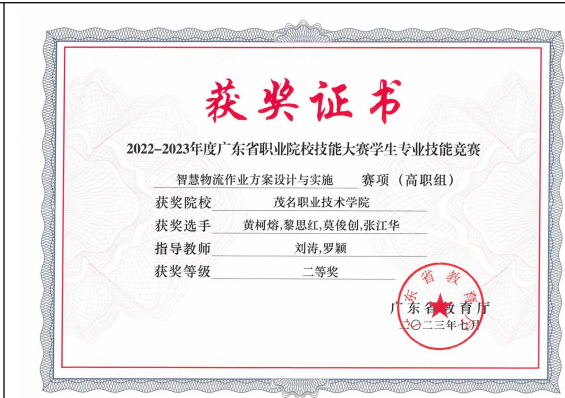 获奖证书
2022-2023年度广东省职业院校技能大赛学生专业技能竞赛
智慧物流作业方案设计与实施 赛项（高职组）
获奖院校 茂名职业技术学院
获奖选手 黄柯熔,黎思红,莫俊创,张江华
指导教师 刘涛,罗颖
获奖等级 二等奖
广东省教育厅
广东省教育厅
二〇二三年七月